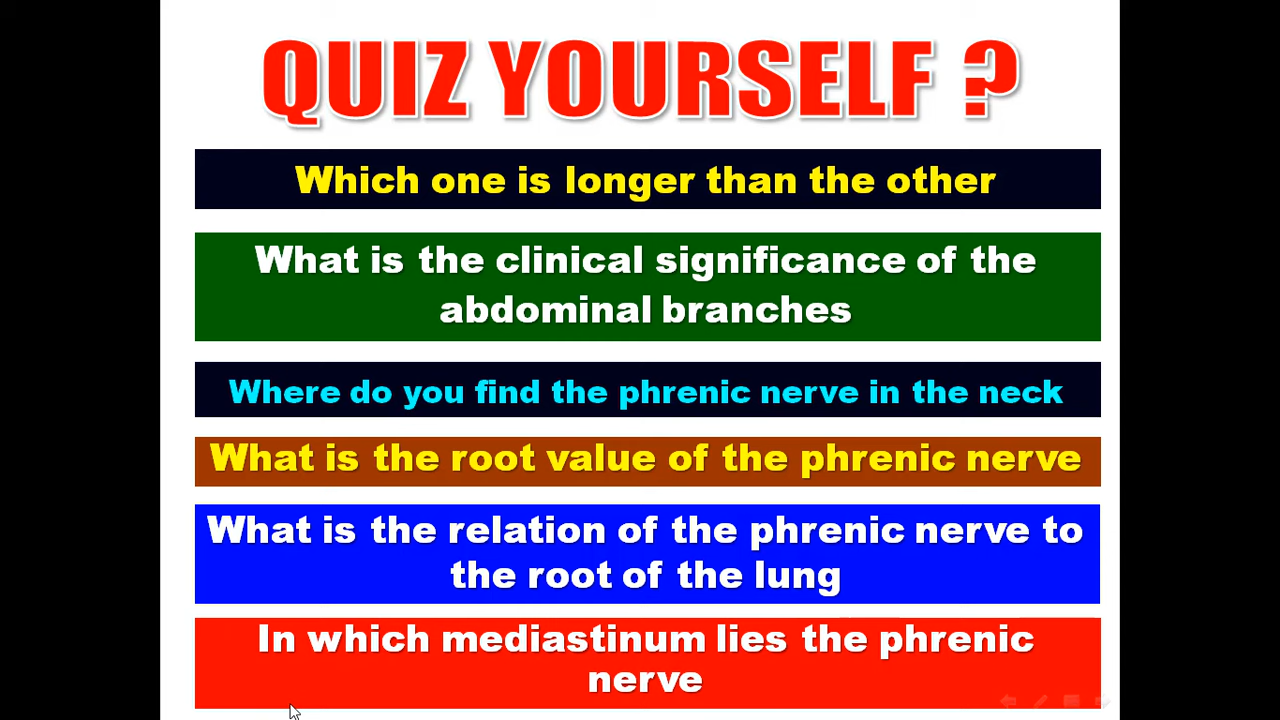 QUIZ YOURSELF ?
Which one is longer than the other
What is the clinical significance of the
abdominal branches
Where do you find the phrenic nerve in the neck
What is the root value of the phrenic nerve
What is the relation of the phrenic nerve to
the root of the lung
In which mediastinum lies the phrenic
nerve